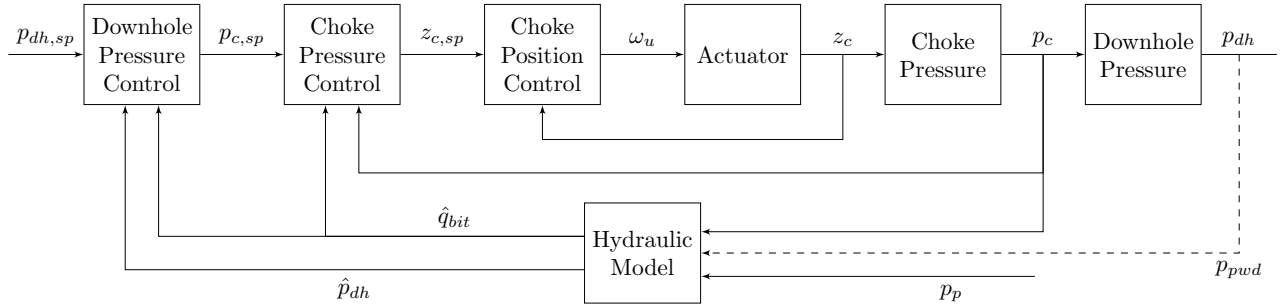 p_{dh,sp}
Downhole
Pressure
Control
p_{c,sp}
Choke
Pressure
Control
z_{c,sp}
Choke
Position
Control
ω_u
Actuator
z_c
Choke
Pressure
p_c
Downhole
Pressure
p_{dh}
q̂_{bit}
Hydraulic
Model
p_{pwd}
p̂_{dh}
p_p